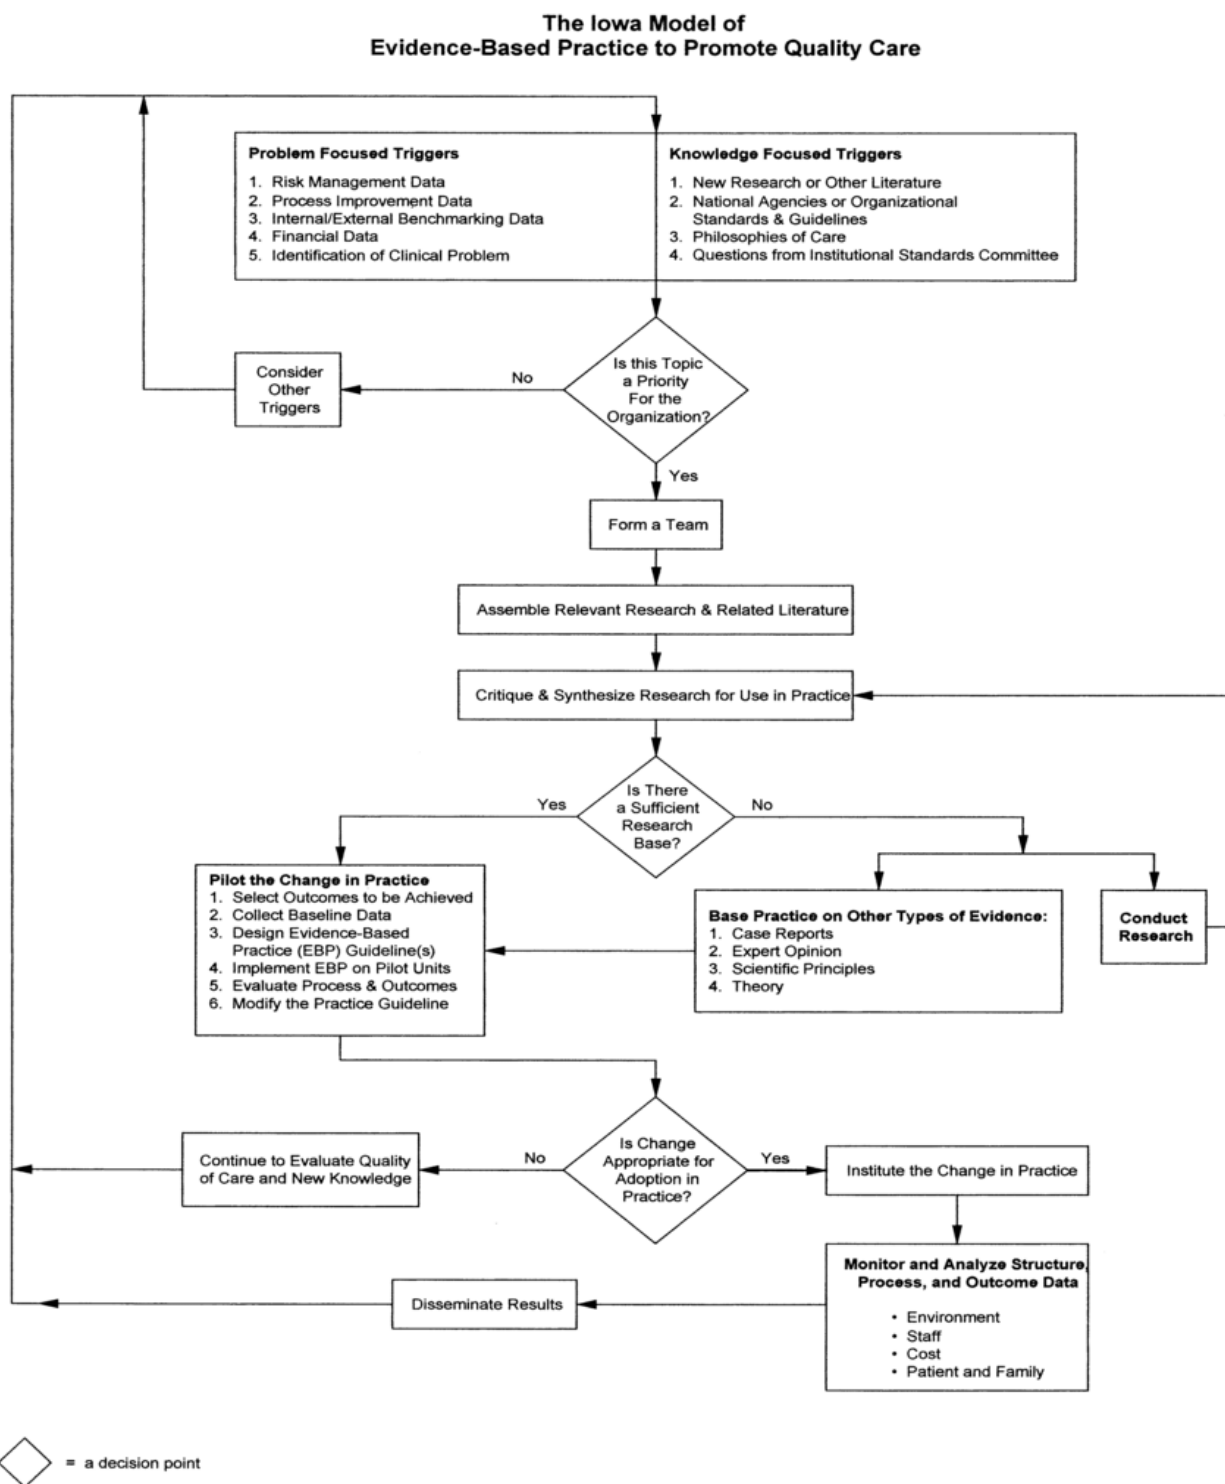 The Iowa Model of
Evidence-Based Practice to Promote Quality Care
Problem Focused Triggers
1. Risk Management Data
2. Process Improvement Data
3. Internal/External Benchmarking Data
4. Financial Data
5. Identification of Clinical Problem
Knowledge Focused Triggers
1. New Research or Other Literature
2. National Agencies or Organizational
Standards & Guidelines
3. Philosophies of Care
4. Questions from Institutional Standards Committee
Consider
Other
Triggers
No
Is this Topic
a Priority
For the
Organization?
Yes
Form a Team
Assemble Relevant Research & Related Literature
Critique & Synthesize Research for Use in Practice
Yes
Is There
a Sufficient
Research
Base?
No
Pilot the Change in Practice
1. Select Outcomes to be Achieved
2. Collect Baseline Data
3. Design Evidence-Based
Practice (EBP) Guideline(s)
4. Implement EBP on Pilot Units
5. Evaluate Process & Outcomes
6. Modify the Practice Guideline
Base Practice on Other Types of Evidence:
1. Case Reports
2. Expert Opinion
3. Scientific Principles
4. Theory
Conduct
Research
Continue to Evaluate Quality
of Care and New Knowledge
No
Is Change
Appropriate for
Adoption in
Practice?
Yes
Institute the Change in Practice
Disseminate Results
Monitor and Analyze Structure,
Process, and Outcome Data
• Environment
• Staff
• Cost
• Patient and Family
= a decision point